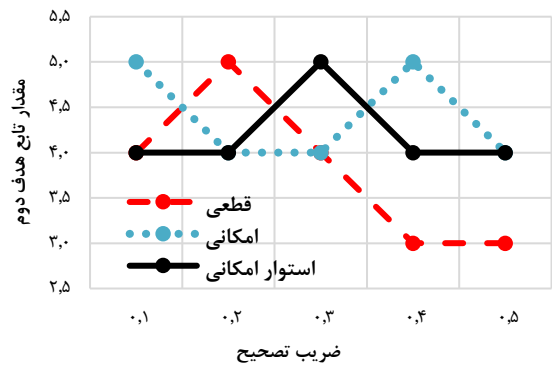 ۵,۵
۵,۰
۴,۵
۴,۰
۳,۵
۳,۰
۲,۵
مقدار تابع هدف دوم
قطعی
امکانی
استوار امکانی
۰,۱ ۰,۲ ۰,۳ ۰,۴ ۰,۵
ضریب تصحیح